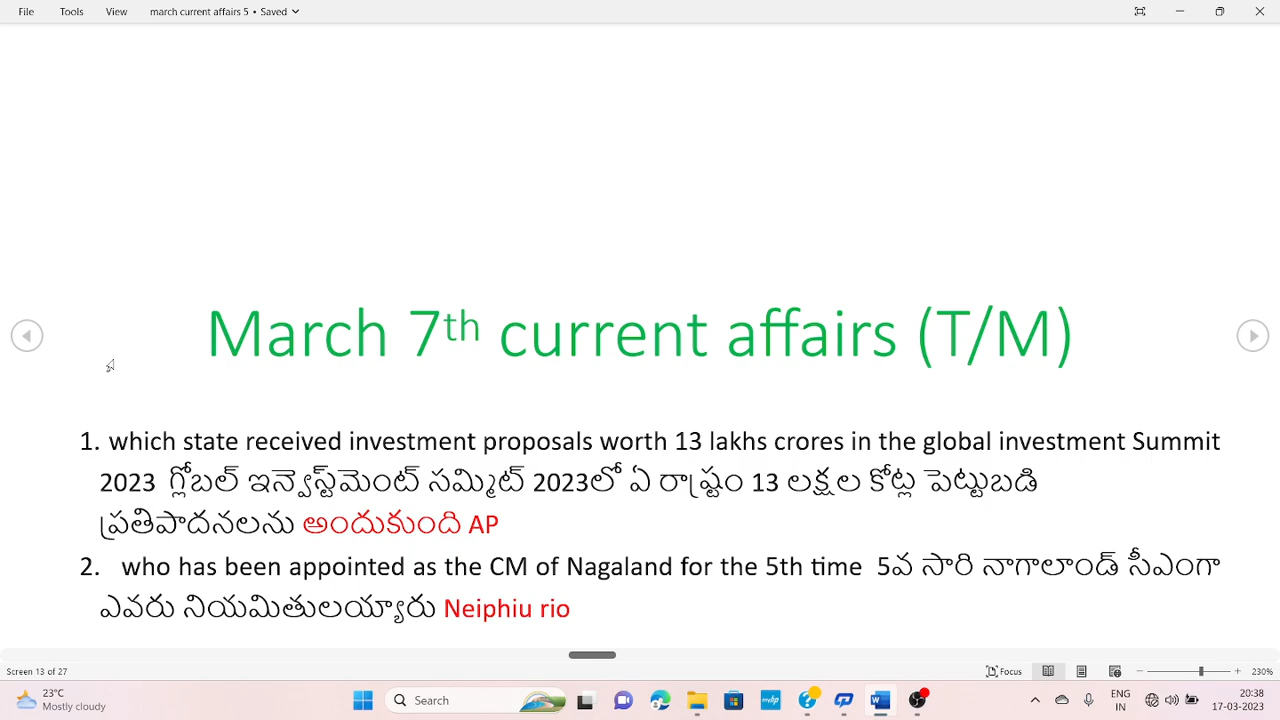 File Tools View march current affairs 5 • Saved
March 7th current affairs (T/M)
1. which state received investment proposals worth 13 lakhs crores in the global investment Summit
2023 గ్లోబల్ ఇన్వెస్ట్‌మెంట్ సమ్మిట్ 2023లో ఏ రాష్ట్రం 13 లక్షల కోట్ల పెట్టుబడి
ప్రతిపాదనలను అందుకుంది AP
2. who has been appointed as the CM of Nagaland for the 5th time 5వ సారి నాగాలాండ్ సీఎంగా
ఎవరు నియమితులయ్యారు Neiphiu rio
Screen 13 of 27 Focus 230%
23°C
Mostly cloudy
Search
ENG
IN
20:38
17-03-2023